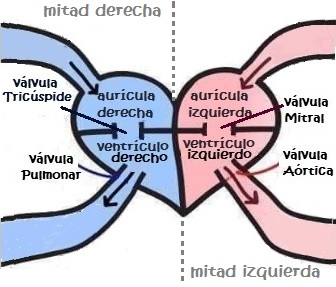 mitad derecha
válvula
Tricúspide
aurícula
derecha
aurícula
izquierda
válvula
Mitral
ventrículo
derecho
ventrículo
izquierdo
válvula
Pulmonar
válvula
Aórtica
mitad izquierda